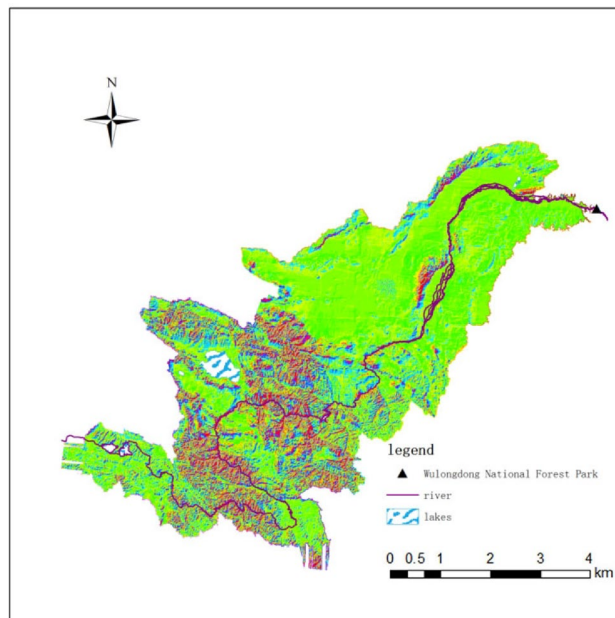 N
legend
Wulongdong National Forest Park
river
lakes
0 0.5 1 2 3 4
km